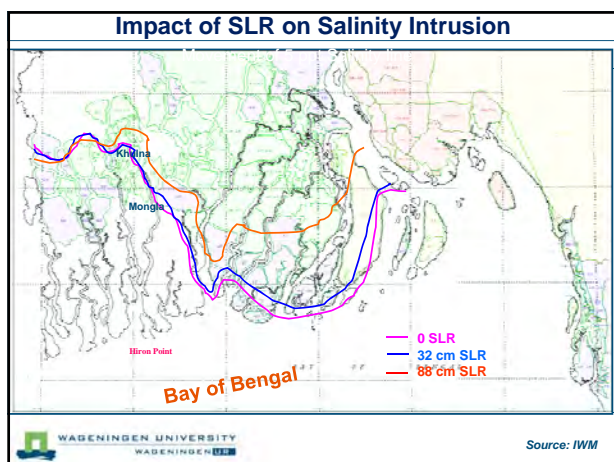 Impact of SLR on Salinity Intrusion
Khulna
Mongla
Hiron Point
0 SLR
32 cm SLR
88 cm SLR
Bay of Bengal
WAGENINGEN UNIVERSITY
WAGENINGEN UR
Source: IWM